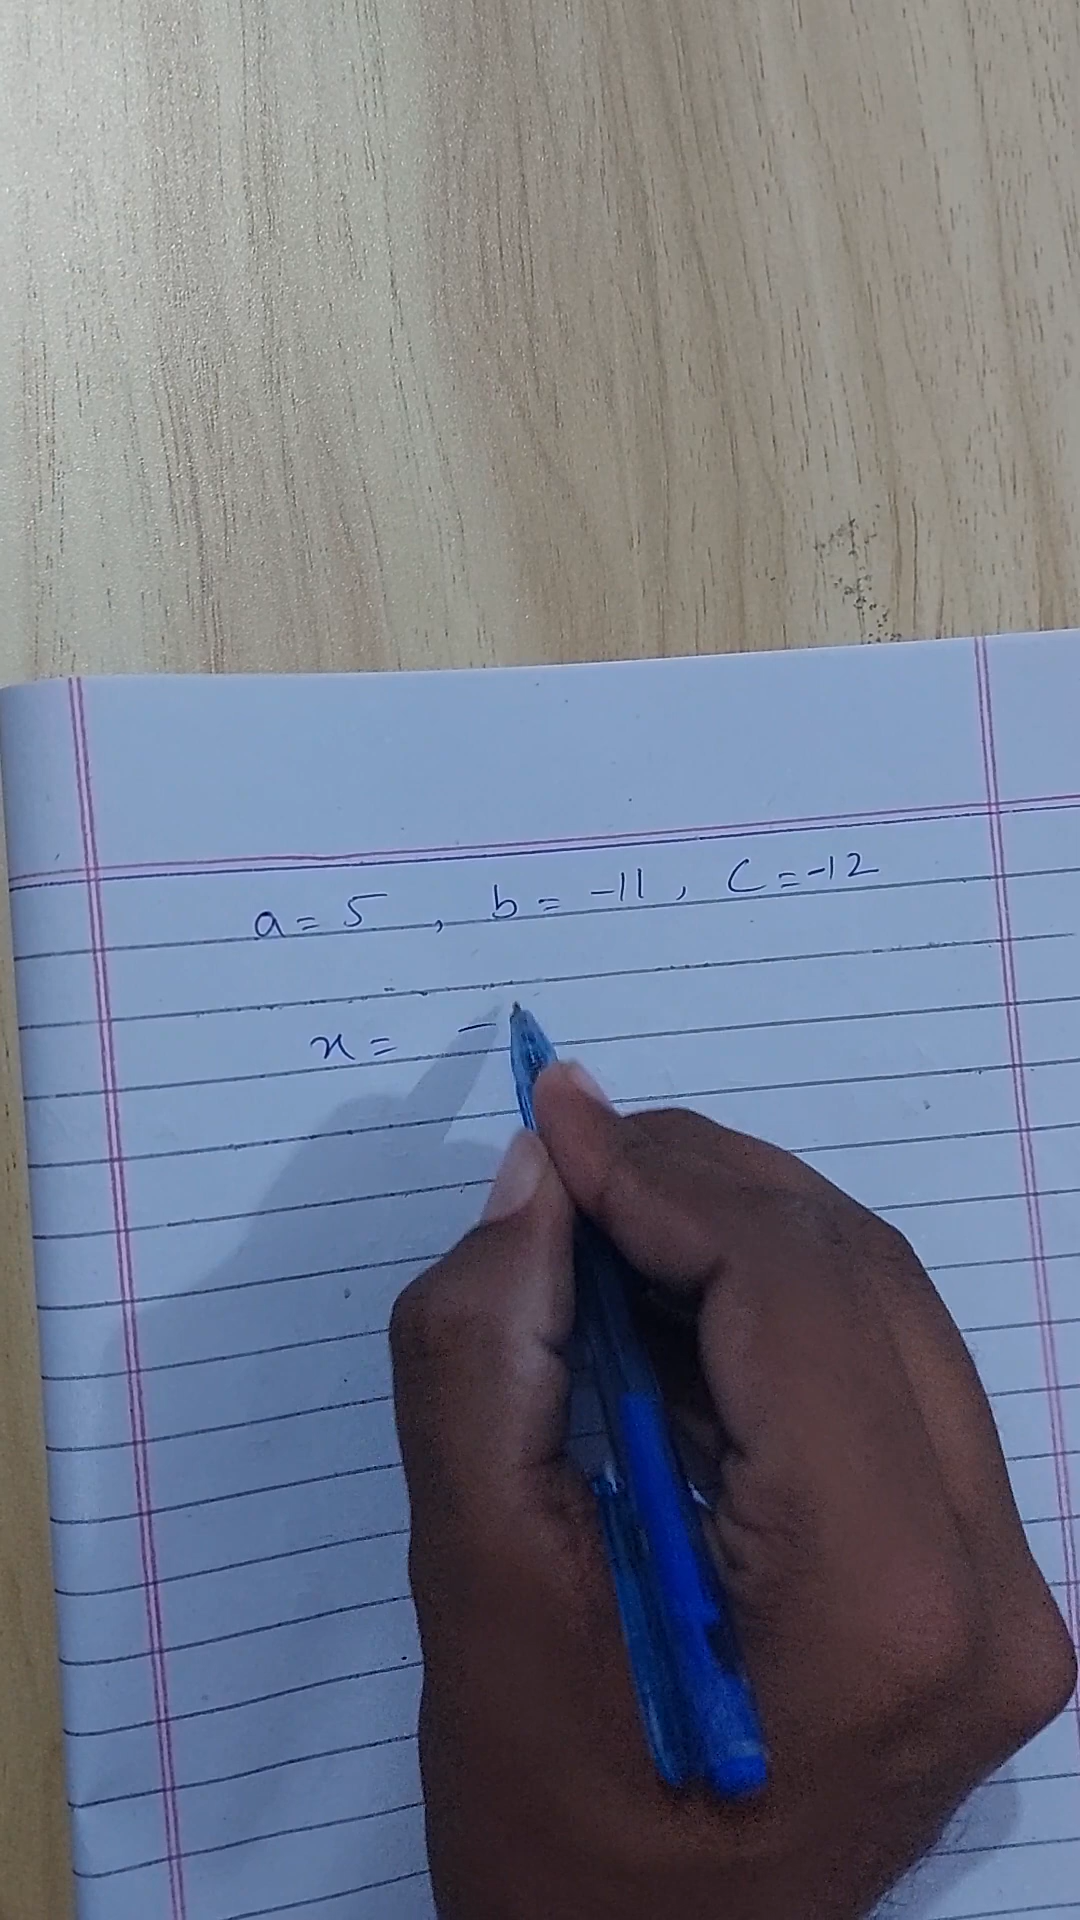 a = 5 , b = -11 , C = -12
x = -